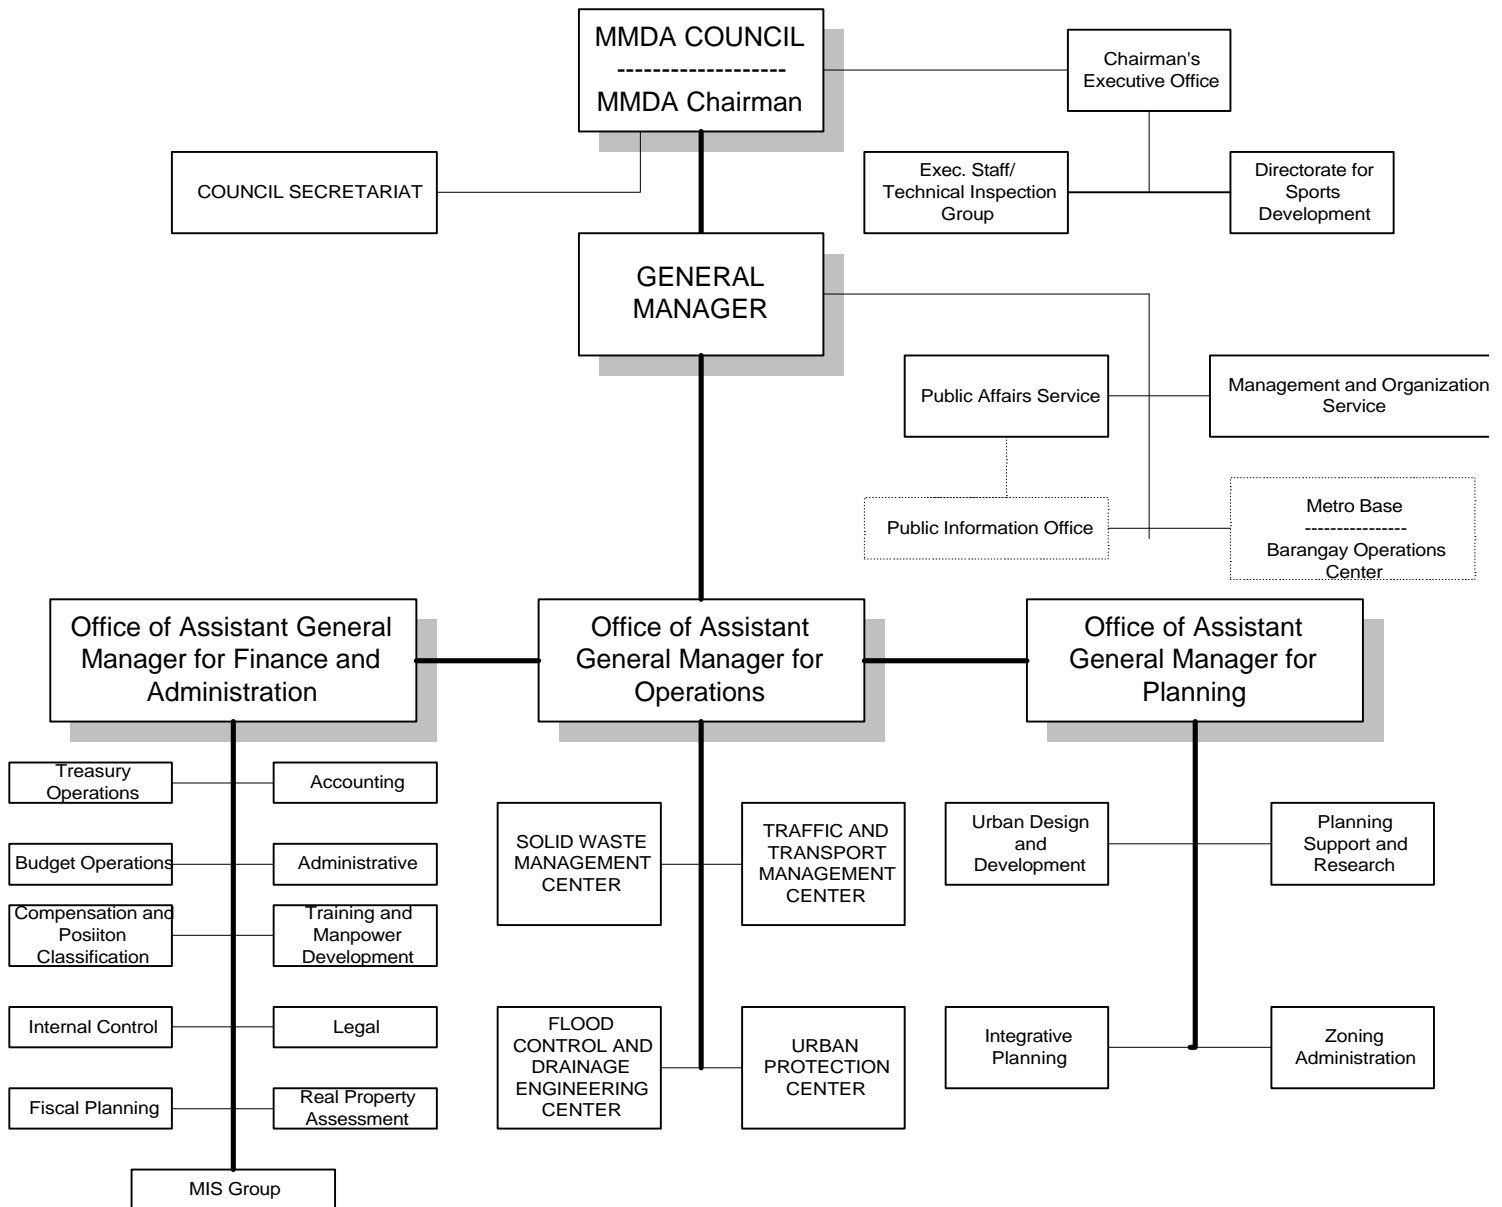 MMDA COUNCIL
-------------------
MMDA Chairman
Chairman's
Executive Office
COUNCIL SECRETARIAT
Exec. Staff/
Technical Inspection
Group
Directorate for
Sports
Development
GENERAL
MANAGER
Public Affairs Service
Management and Organization
Service
Public Information Office
Metro Base
----------------
Barangay Operations
Center
Office of Assistant General
Manager for Finance and
Administration
Office of Assistant
General Manager for
Operations
Office of Assistant
General Manager for
Planning
Treasury
Operations
Accounting
Budget Operations
Administrative
Compensation and
Posiiton
Classification
Training and
Manpower
Development
Internal Control
Legal
Fiscal Planning
Real Property
Assessment
MIS Group
SOLID WASTE
MANAGEMENT
CENTER
TRAFFIC AND
TRANSPORT
MANAGEMENT
CENTER
FLOOD
CONTROL AND
DRAINAGE
ENGINEERING
CENTER
URBAN
PROTECTION
CENTER
Urban Design
and
Development
Planning
Support and
Research
Integrative
Planning
Zoning
Administration